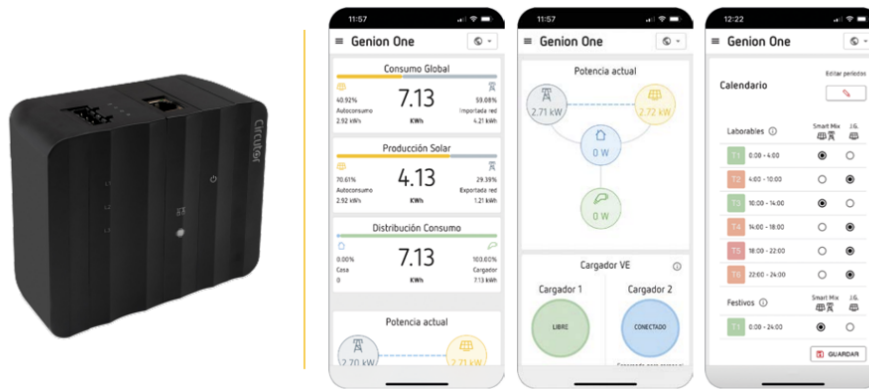 Circutor
11:57
Genion One
Consumo Global
40.92%
Autoconsumo
2.92 kWh
7.13
KWh
59.08%
Importada red
4.21 kWh
Producción Solar
70.61%
Autoconsumo
2.92 kWh
4.13
KWh
29.39%
Exportada red
1.21 kWh
Distribución Consumo
0.00%
Casa
0
7.13
KWh
100.00%
Cargador
7.13 kWh
Potencia actual
2.70 kW
2.71 kW
11:57
Genion One
Potencia actual
2.71 kW
2.72 kW
0 W
0 W
Cargador VE
Cargador 1
Cargador 2
LIBRE
CONECTADO
12:22
Genion One
Editar periodos
Calendario
Laborables
Smart Mix
J.G.
T1 0:00 - 4:00
T2 4:00 - 10:00
T3 10:00 - 14:00
T4 14:00 - 18:00
T5 18:00 - 22:00
T6 22:00 - 24:00
Festivos
Smart Mix
J.G.
T1 0:00 - 24:00
GUARDAR